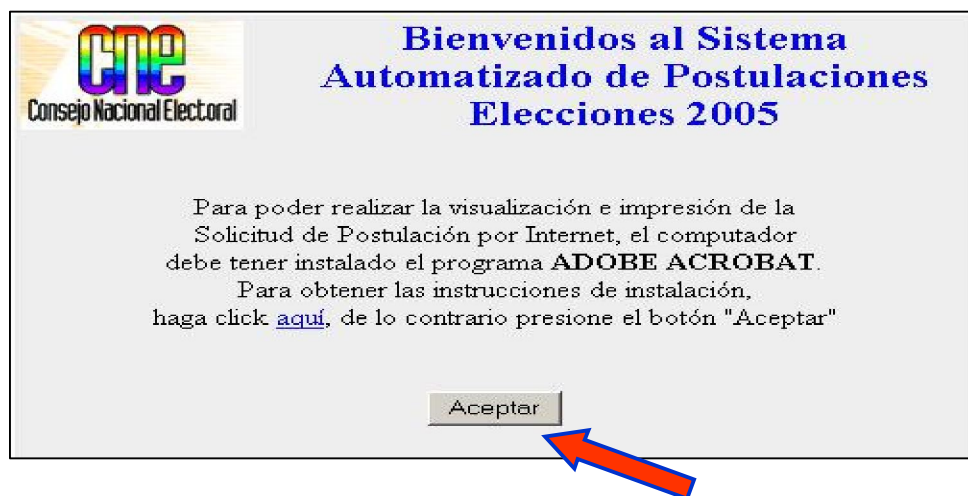 cne
Consejo Nacional Electoral
Bienvenidos al Sistema
Automatizado de Postulaciones
Elecciones 2005
Para poder realizar la visualización e impresión de la
Solicitud de Postulación por Internet, el computador
debe tener instalado el programa ADOBE ACROBAT.
Para obtener las instrucciones de instalación,
haga click aquí, de lo contrario presione el botón "Aceptar"
Aceptar